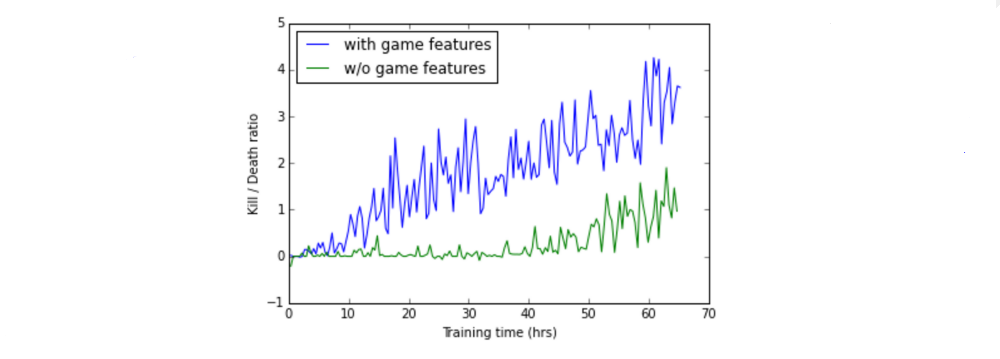 5
with game features
w/o game features
4
3
2
1
0
−1
Kill / Death ratio
0 10 20 30 40 50 60 70
Training time (hrs)